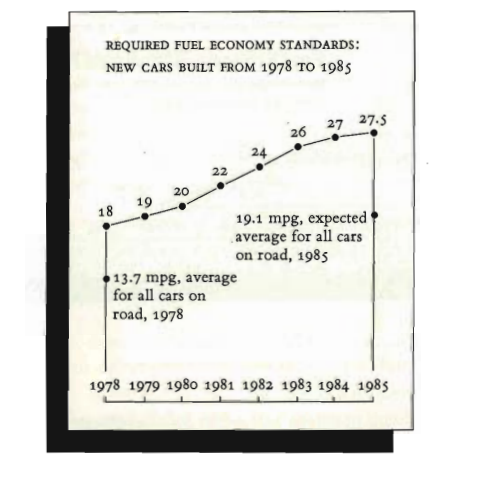 REQUIRED FUEL ECONOMY STANDARDS:
NEW CARS BUILT FROM 1978 TO 1985
18
19
20
22
24
26
27
27.5
19.1 mpg, expected
average for all cars
on road, 1985
13.7 mpg, average
for all cars on
road, 1978
1978 1979 1980 1981 1982 1983 1984 1985